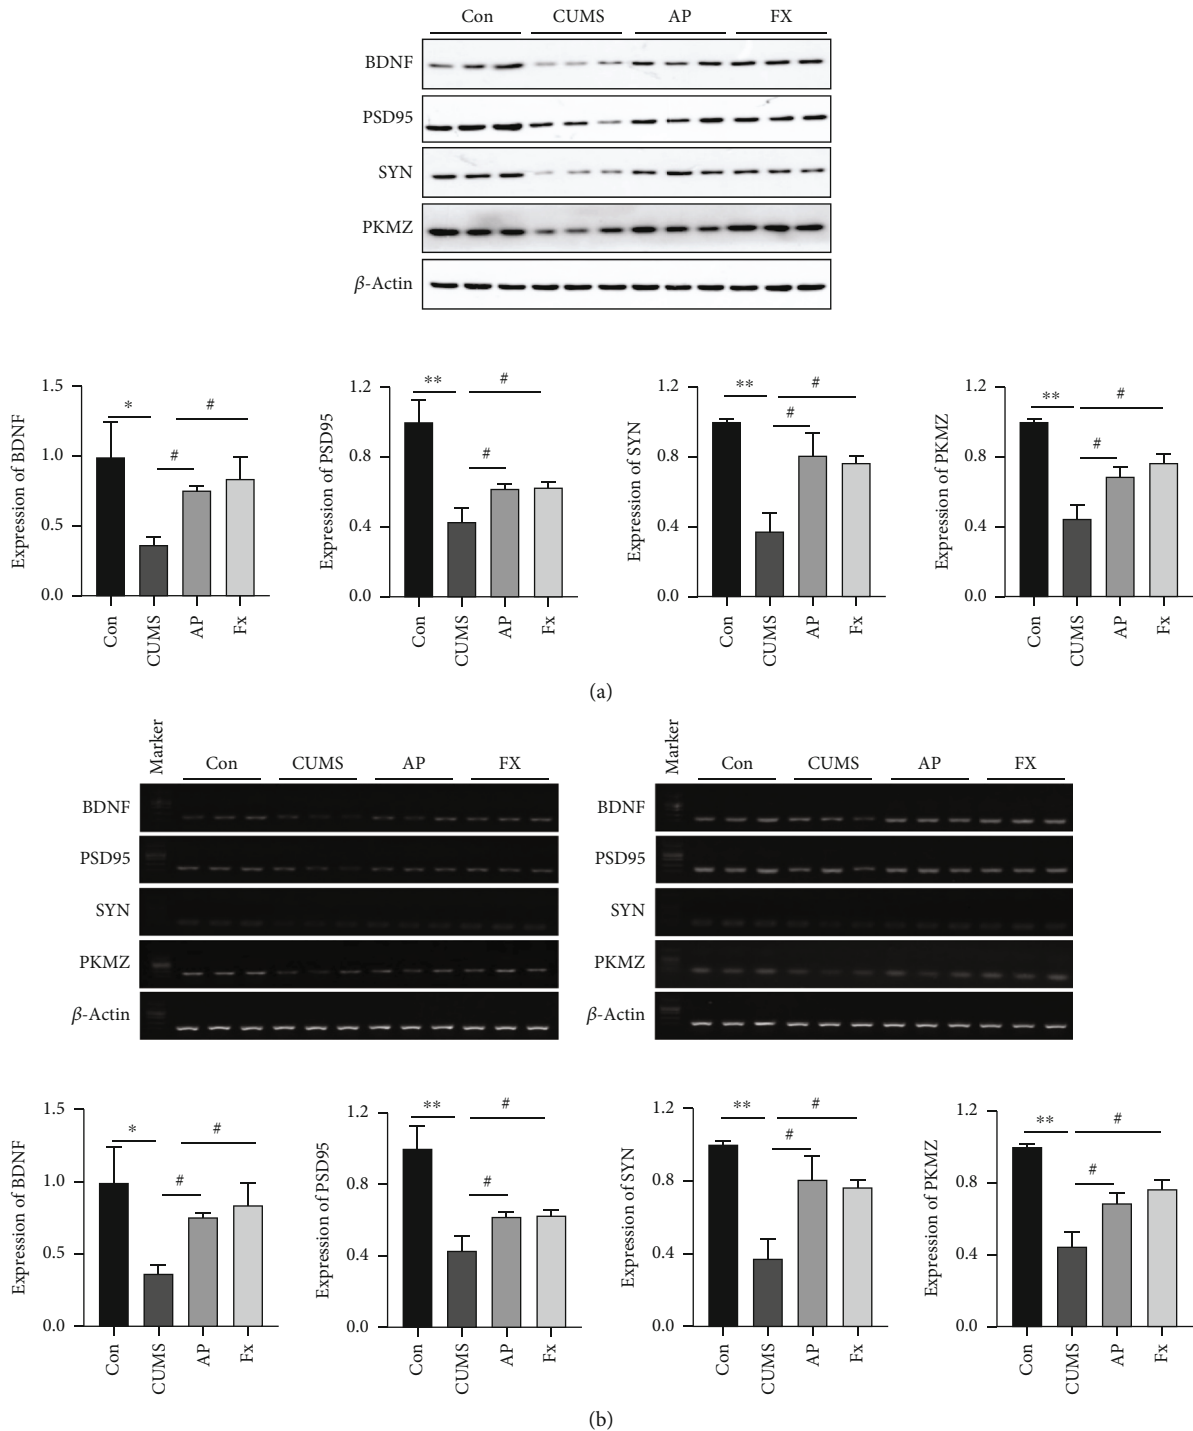 Con CUMS AP FX
BDNF
PSD95
SYN
PKMZ
β-Actin
Expression of BDNF
1.5
1.0
0.5
0.0
*
#
#
Con
CUMS
AP
Fx
Expression of PSD95
1.2
0.8
0.4
0.0
**
#
#
Con
CUMS
AP
Fx
Expression of SYN
1.2
0.8
0.4
0.0
**
#
#
Con
CUMS
AP
Fx
Expression of PKMZ
1.2
0.8
0.4
0.0
**
#
#
Con
CUMS
AP
Fx
(a)
Marker Con CUMS AP FX
BDNF
PSD95
SYN
PKMZ
β-Actin
Marker Con CUMS AP FX
BDNF
PSD95
SYN
PKMZ
β-Actin
Expression of BDNF
1.5
1.0
0.5
0.0
*
#
#
Con
CUMS
AP
Fx
Expression of PSD95
1.2
0.8
0.4
0.0
**
#
#
Con
CUMS
AP
Fx
Expression of SYN
1.2
0.8
0.4
0.0
**
#
#
Con
CUMS
AP
Fx
Expression of PKMZ
1.2
0.8
0.4
0.0
**
#
#
Con
CUMS
AP
Fx
(b)